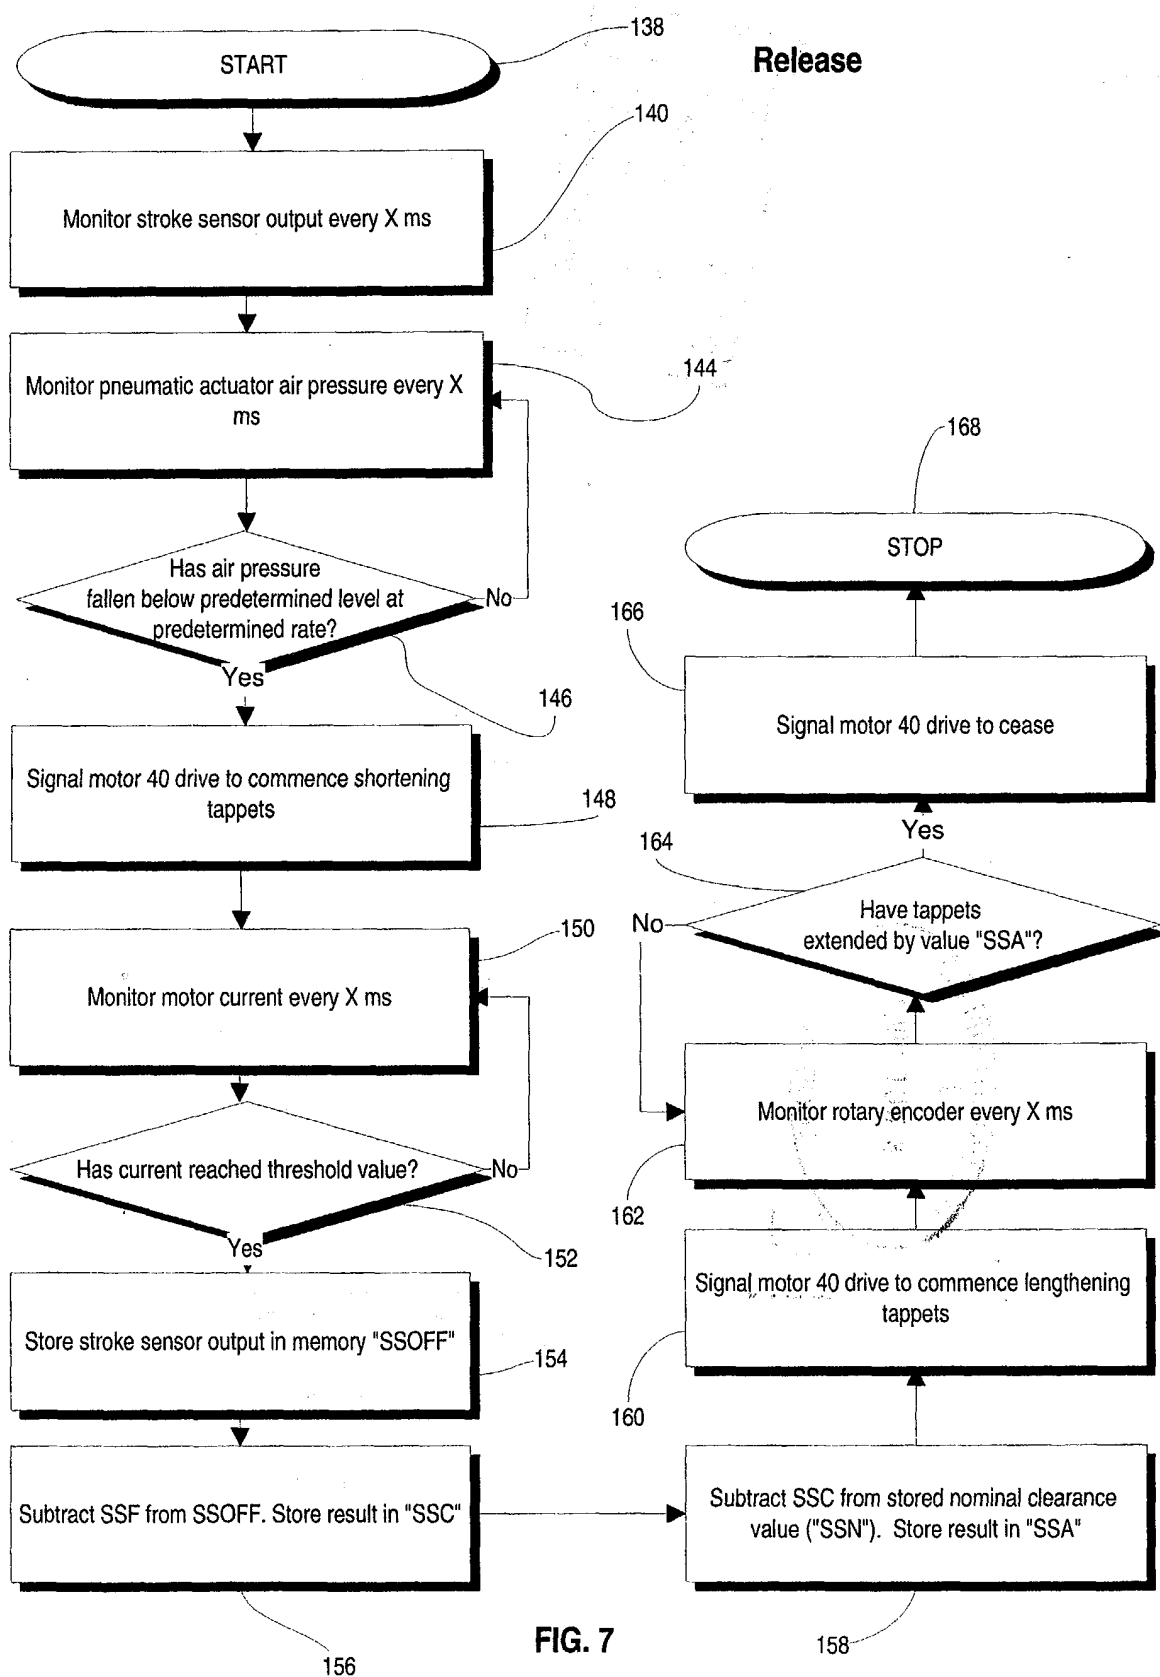 Release
START
138
Monitor stroke sensor output every X ms
140
Monitor pneumatic actuator air pressure every X
ms
144
Has air pressure
fallen below predetermined level at
predetermined rate?
No
Yes
146
Signal motor 40 drive to commence shortening
tappets
148
Monitor motor current every X ms
150
Has current reached threshold value?
No
Yes
152
Store stroke sensor output in memory "SSOFF"
154
Subtract SSF from SSOFF. Store result in "SSC"
156
Subtract SSC from stored nominal clearance
value ("SSN"). Store result in "SSA"
158
Signal motor 40 drive to commence lengthening
tappets
160
Monitor rotary encoder every X ms
162
Have tappets
extended by value "SSA"?
No
Yes
164
Signal motor 40 drive to cease
166
STOP
168
FIG. 7